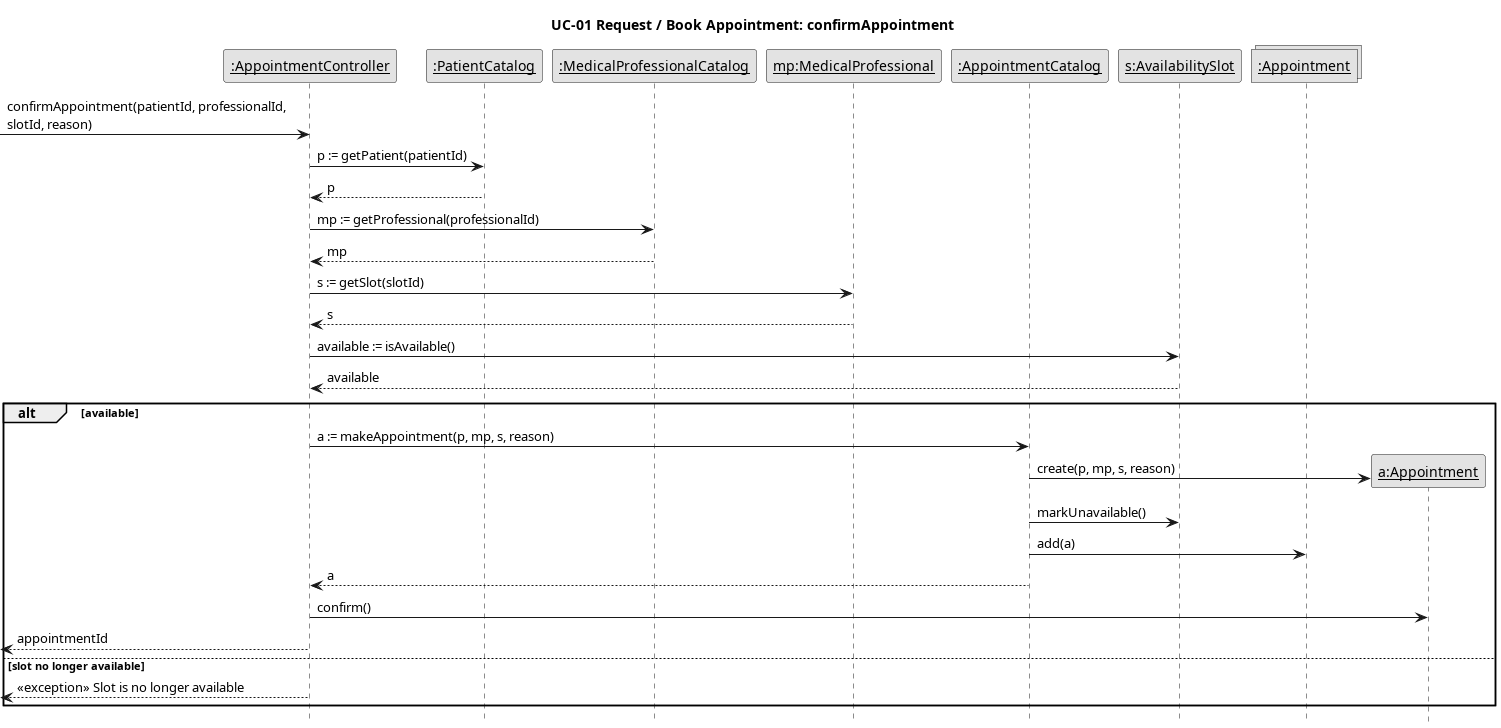 UC-01 Request / Book Appointment: confirmAppointment
:AppointmentController
:PatientCatalog
:MedicalProfessionalCatalog
mp:MedicalProfessional
:AppointmentCatalog
s:AvailabilitySlot
:Appointment
confirmAppointment(patientId, professionalId,
slotId, reason)
p := getPatient(patientId)
p
mp := getProfessional(professionalId)
mp
s := getSlot(slotId)
s
available := isAvailable()
available
alt [available]
a := makeAppointment(p, mp, s, reason)
create(p, mp, s, reason)
a:Appointment
markUnavailable()
add(a)
a
confirm()
appointmentId
[slot no longer available]
«exception» Slot is no longer available